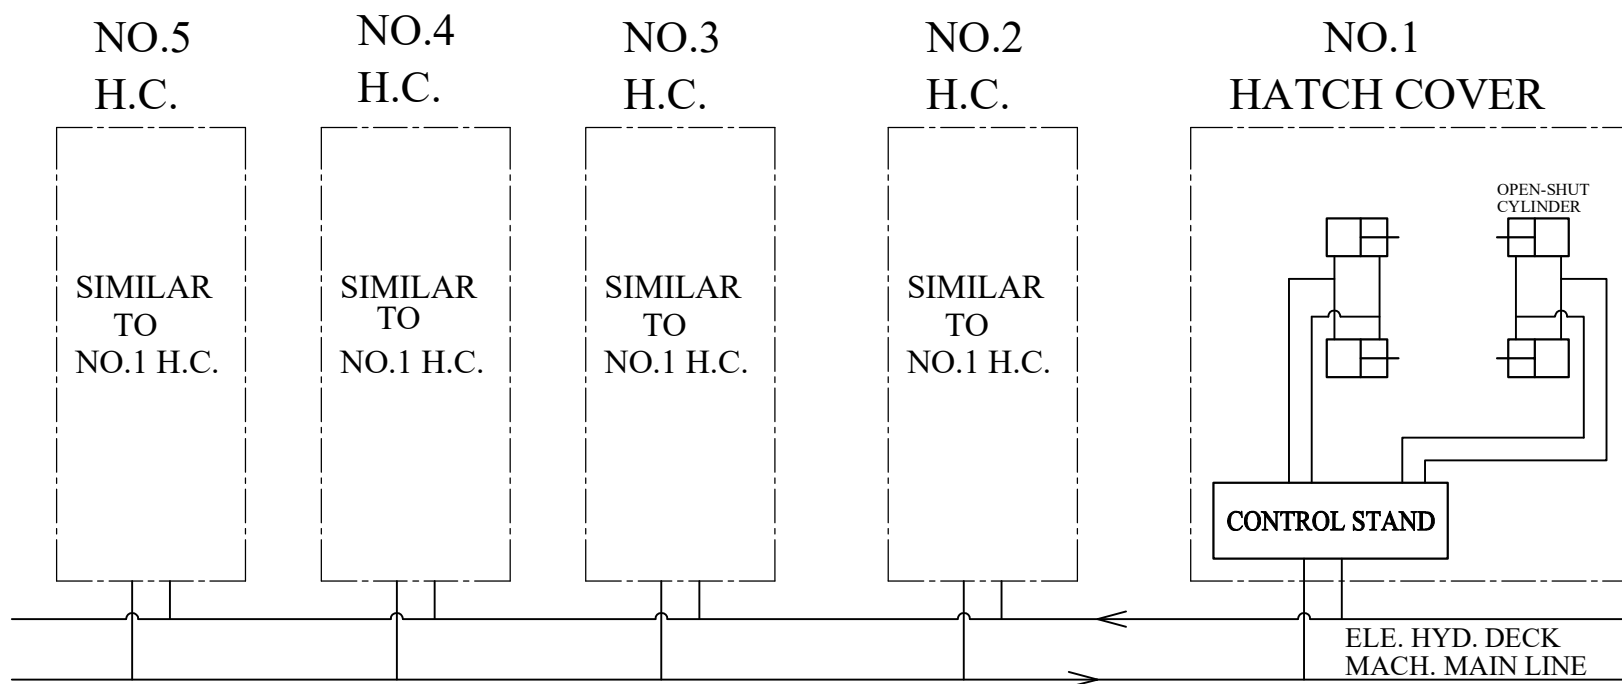 NO.5
H.C.
NO.4
H.C.
NO.3
H.C.
NO.2
H.C.
NO.1
HATCH COVER
SIMILAR
TO
NO.1 H.C.
SIMILAR
TO
NO.1 H.C.
SIMILAR
TO
NO.1 H.C.
SIMILAR
TO
NO.1 H.C.
OPEN-SHUT
CYLINDER
CONTROL STAND
ELE. HYD. DECK
MACH. MAIN LINE